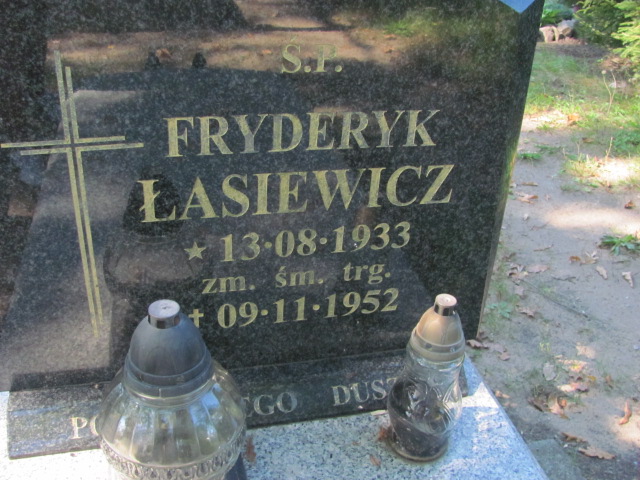 Ś.P.
FRYDERYK
ŁASIEWICZ
★ 13·08·1933
zm. śm. trg.
† 09·11·1952